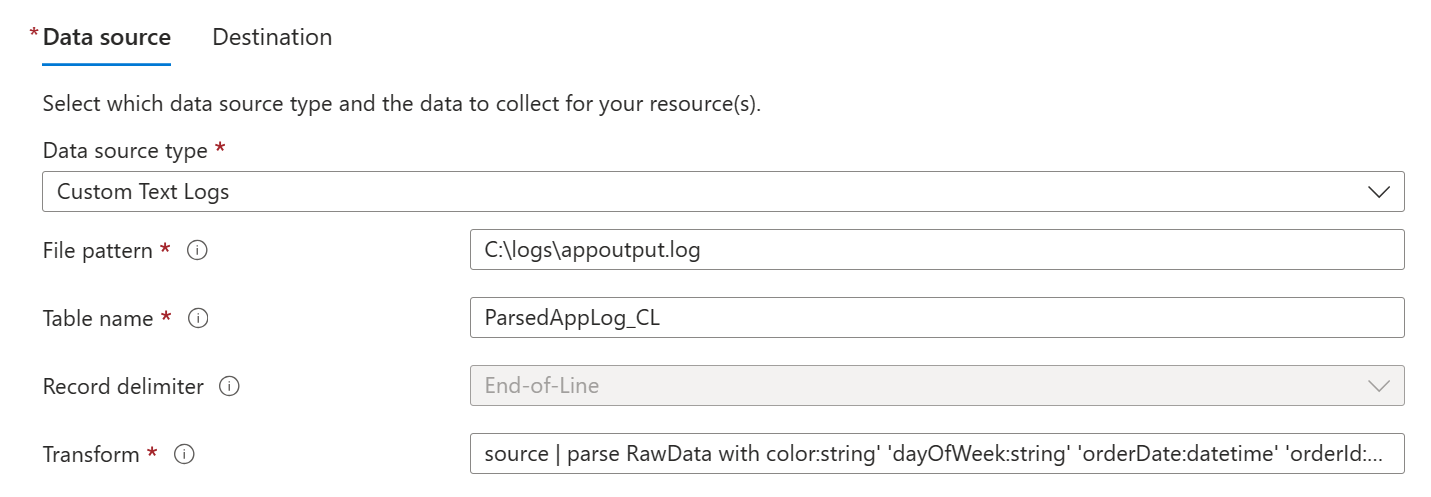 * Data source Destination
Select which data source type and the data to collect for your resource(s).
Data source type *
Custom Text Logs
File pattern * C:\logs\appoutput.log
Table name * ParsedAppLog_CL
Record delimiter End-of-Line
Transform * source | parse RawData with color:string' 'dayOfWeek:string' 'orderDate:datetime' 'orderId:...